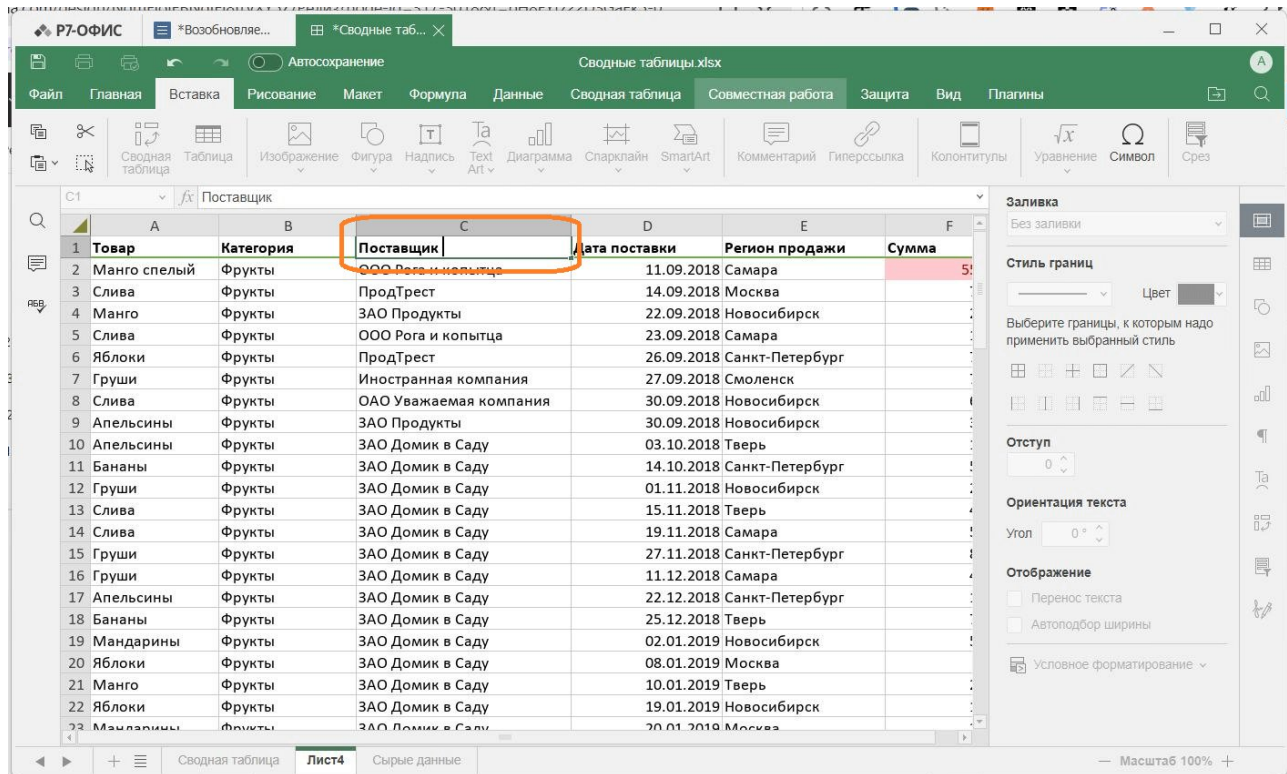 Р7-ОФИС *Возобновляе... *Сводные таб...
Автосохранение Сводные таблицы.xlsx A
Файл Главная Вставка Рисование Макет Формула Данные Сводная таблица Совместная работа Защита Вид Плагины
Сводная таблица Таблица Изображение Фигура Надпись Text Art Диаграмма Спарклайн SmartArt Комментарий Гиперссылка Колонтитулы Уравнение Символ Срез
C1 fx Поставщик
A B C D E F
1 Товар Категория Поставщик Дата поставки Регион продажи Сумма
2 Манго спелый Фрукты ООО Рога и копытца 11.09.2018 Самара
3 Слива Фрукты ПродТрест 14.09.2018 Москва
4 Манго Фрукты ЗАО Продукты 22.09.2018 Новосибирск
5 Слива Фрукты ООО Рога и копытца 23.09.2018 Самара
6 Яблоки Фрукты ПродТрест 26.09.2018 Санкт-Петербург
7 Груши Фрукты Иностранная компания 27.09.2018 Смоленск
8 Слива Фрукты ОАО Уважаемая компания 30.09.2018 Новосибирск
9 Апельсины Фрукты ЗАО Продукты 30.09.2018 Новосибирск
10 Апельсины Фрукты ЗАО Домик в Саду 03.10.2018 Тверь
11 Бананы Фрукты ЗАО Домик в Саду 14.10.2018 Санкт-Петербург
12 Груши Фрукты ЗАО Домик в Саду 01.11.2018 Новосибирск
13 Слива Фрукты ЗАО Домик в Саду 15.11.2018 Тверь
14 Слива Фрукты ЗАО Домик в Саду 19.11.2018 Самара
15 Груши Фрукты ЗАО Домик в Саду 27.11.2018 Санкт-Петербург
16 Груши Фрукты ЗАО Домик в Саду 11.12.2018 Самара
17 Апельсины Фрукты ЗАО Домик в Саду 22.12.2018 Санкт-Петербург
18 Бананы Фрукты ЗАО Домик в Саду 25.12.2018 Тверь
19 Мандарины Фрукты ЗАО Домик в Саду 02.01.2019 Новосибирск
20 Яблоки Фрукты ЗАО Домик в Саду 08.01.2019 Москва
21 Манго Фрукты ЗАО Домик в Саду 10.01.2019 Тверь
22 Яблоки Фрукты ЗАО Домик в Саду 19.01.2019 Новосибирск
23 Мандарины Фрукты ЗАО Домик в Саду 20.01.2019 Москва
Заливка
Без заливки
Стиль границ
Цвет
Выберите границы, к которым надо
применить выбранный стиль
Отступ
0
Ориентация текста
Угол 0 °
Отображение
Перенос текста
Автоподбор ширины
Условное форматирование
Сводная таблица Лист4 Сырые данные Масштаб 100%